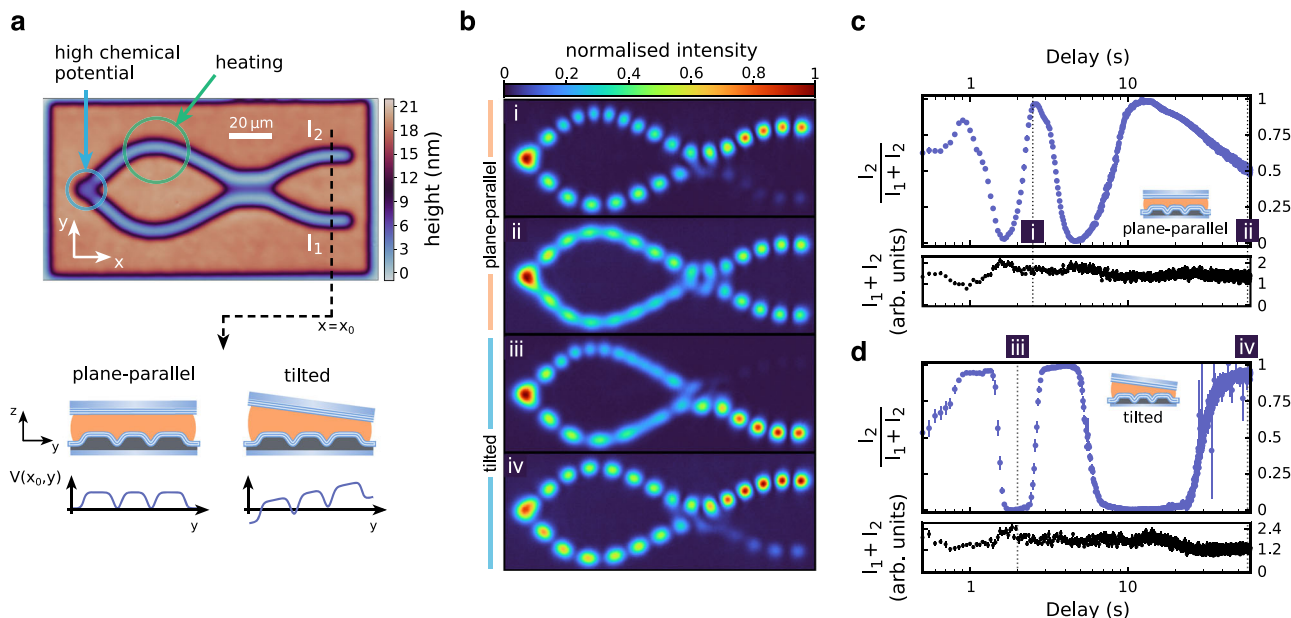 a
high chemical
potential
heating
20 μm
I₂
I₁
y
x
21
18
15
12
9
6
3
0
height (nm)
x=x₀
plane-parallel
tilted
z
y
V(x₀,y)
y
y
b
normalised intensity
0
0.2
0.4
0.6
0.8
1
plane-parallel
tilted
i
ii
iii
iv
c
Delay (s)
1
10
I₂
I₁+ I₂
1
0.75
0.5
0.25
0
i
ii
plane-parallel
I₁+ I₂
(arb. units)
2
1
0
d
iii
iv
I₂
I₁+ I₂
1
0.75
0.5
0.25
0
tilted
I₁+ I₂
(arb. units)
2.4
1.2
0
1
10
Delay (s)